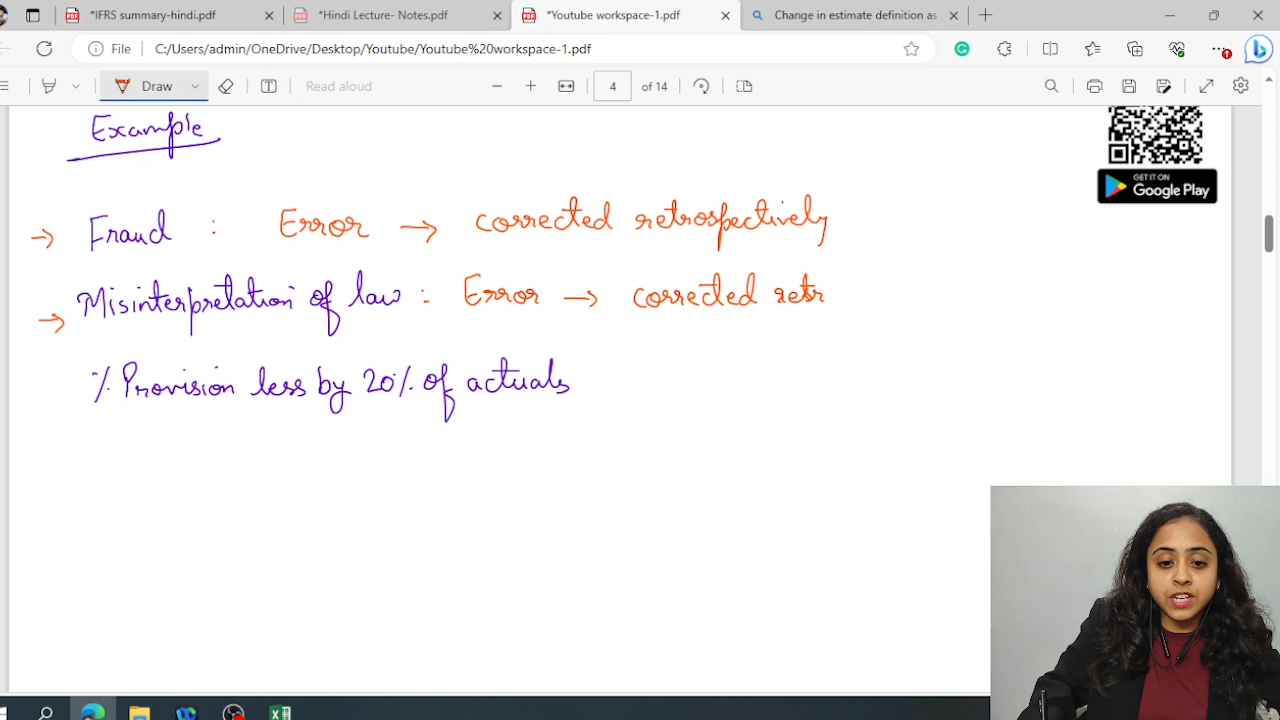 *IFRS summary-hindi.pdf
*Hindi Lecture- Notes.pdf
*Youtube workspace-1.pdf
Change in estimate definition as
File
C:/Users/admin/OneDrive/Desktop/Youtube/Youtube%20workspace-1.pdf
Draw
Read aloud
4
of 14
Example
GET IT ON
Google Play
→ Fraud : Error → corrected retrospectively
→ Misinterpretation of law : Error → corrected retr
% Provision less by 20% of actuals